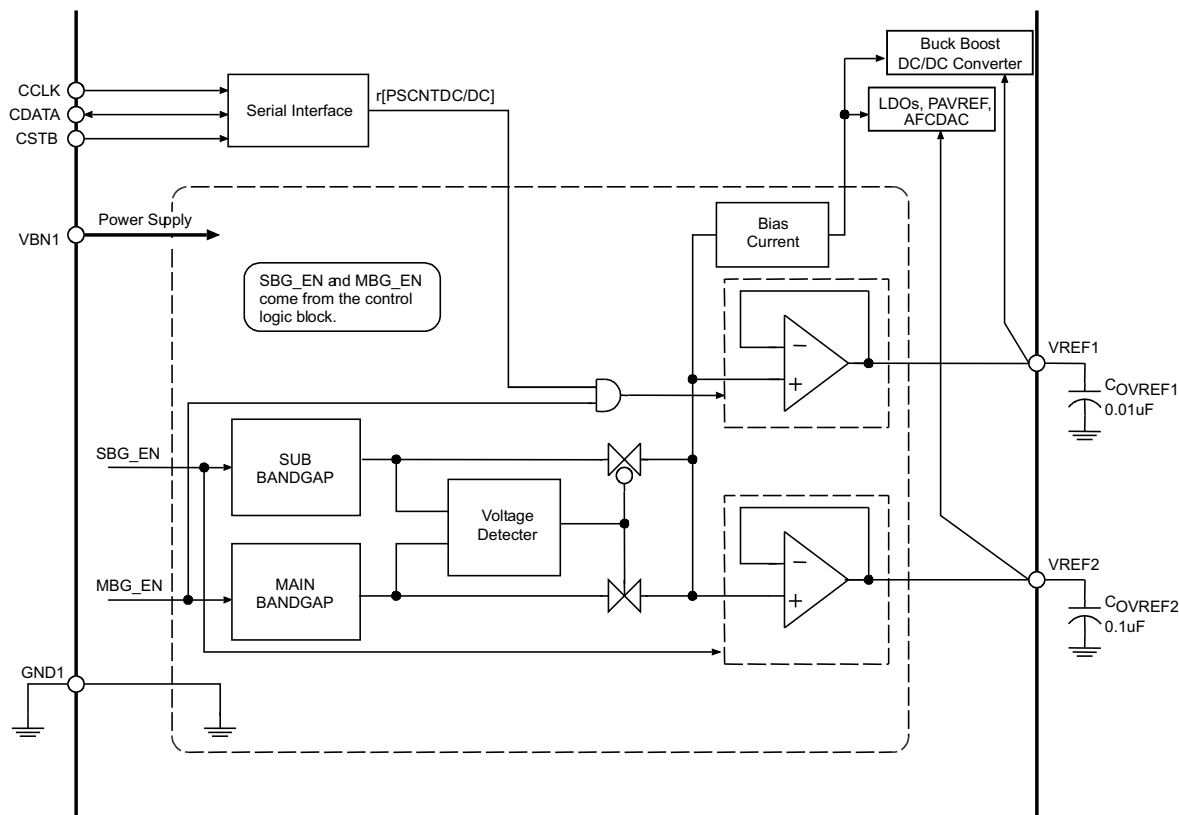 Buck Boost
DC/DC Converter
CCLK
CDATA
CSTB
Serial Interface
r[PSCNTDC/DC]
LDOs, PAVREF,
AFCDAC
VBN1
Power Supply
Bias
Current
SBG_EN and MBG_EN
come from the control
logic block.
−
+
VREF1
COVREF1
0.01uF
SBG_EN
SUB
BANDGAP
Voltage
Detecter
MBG_EN
MAIN
BANDGAP
−
+
VREF2
COVREF2
0.1uF
GND1